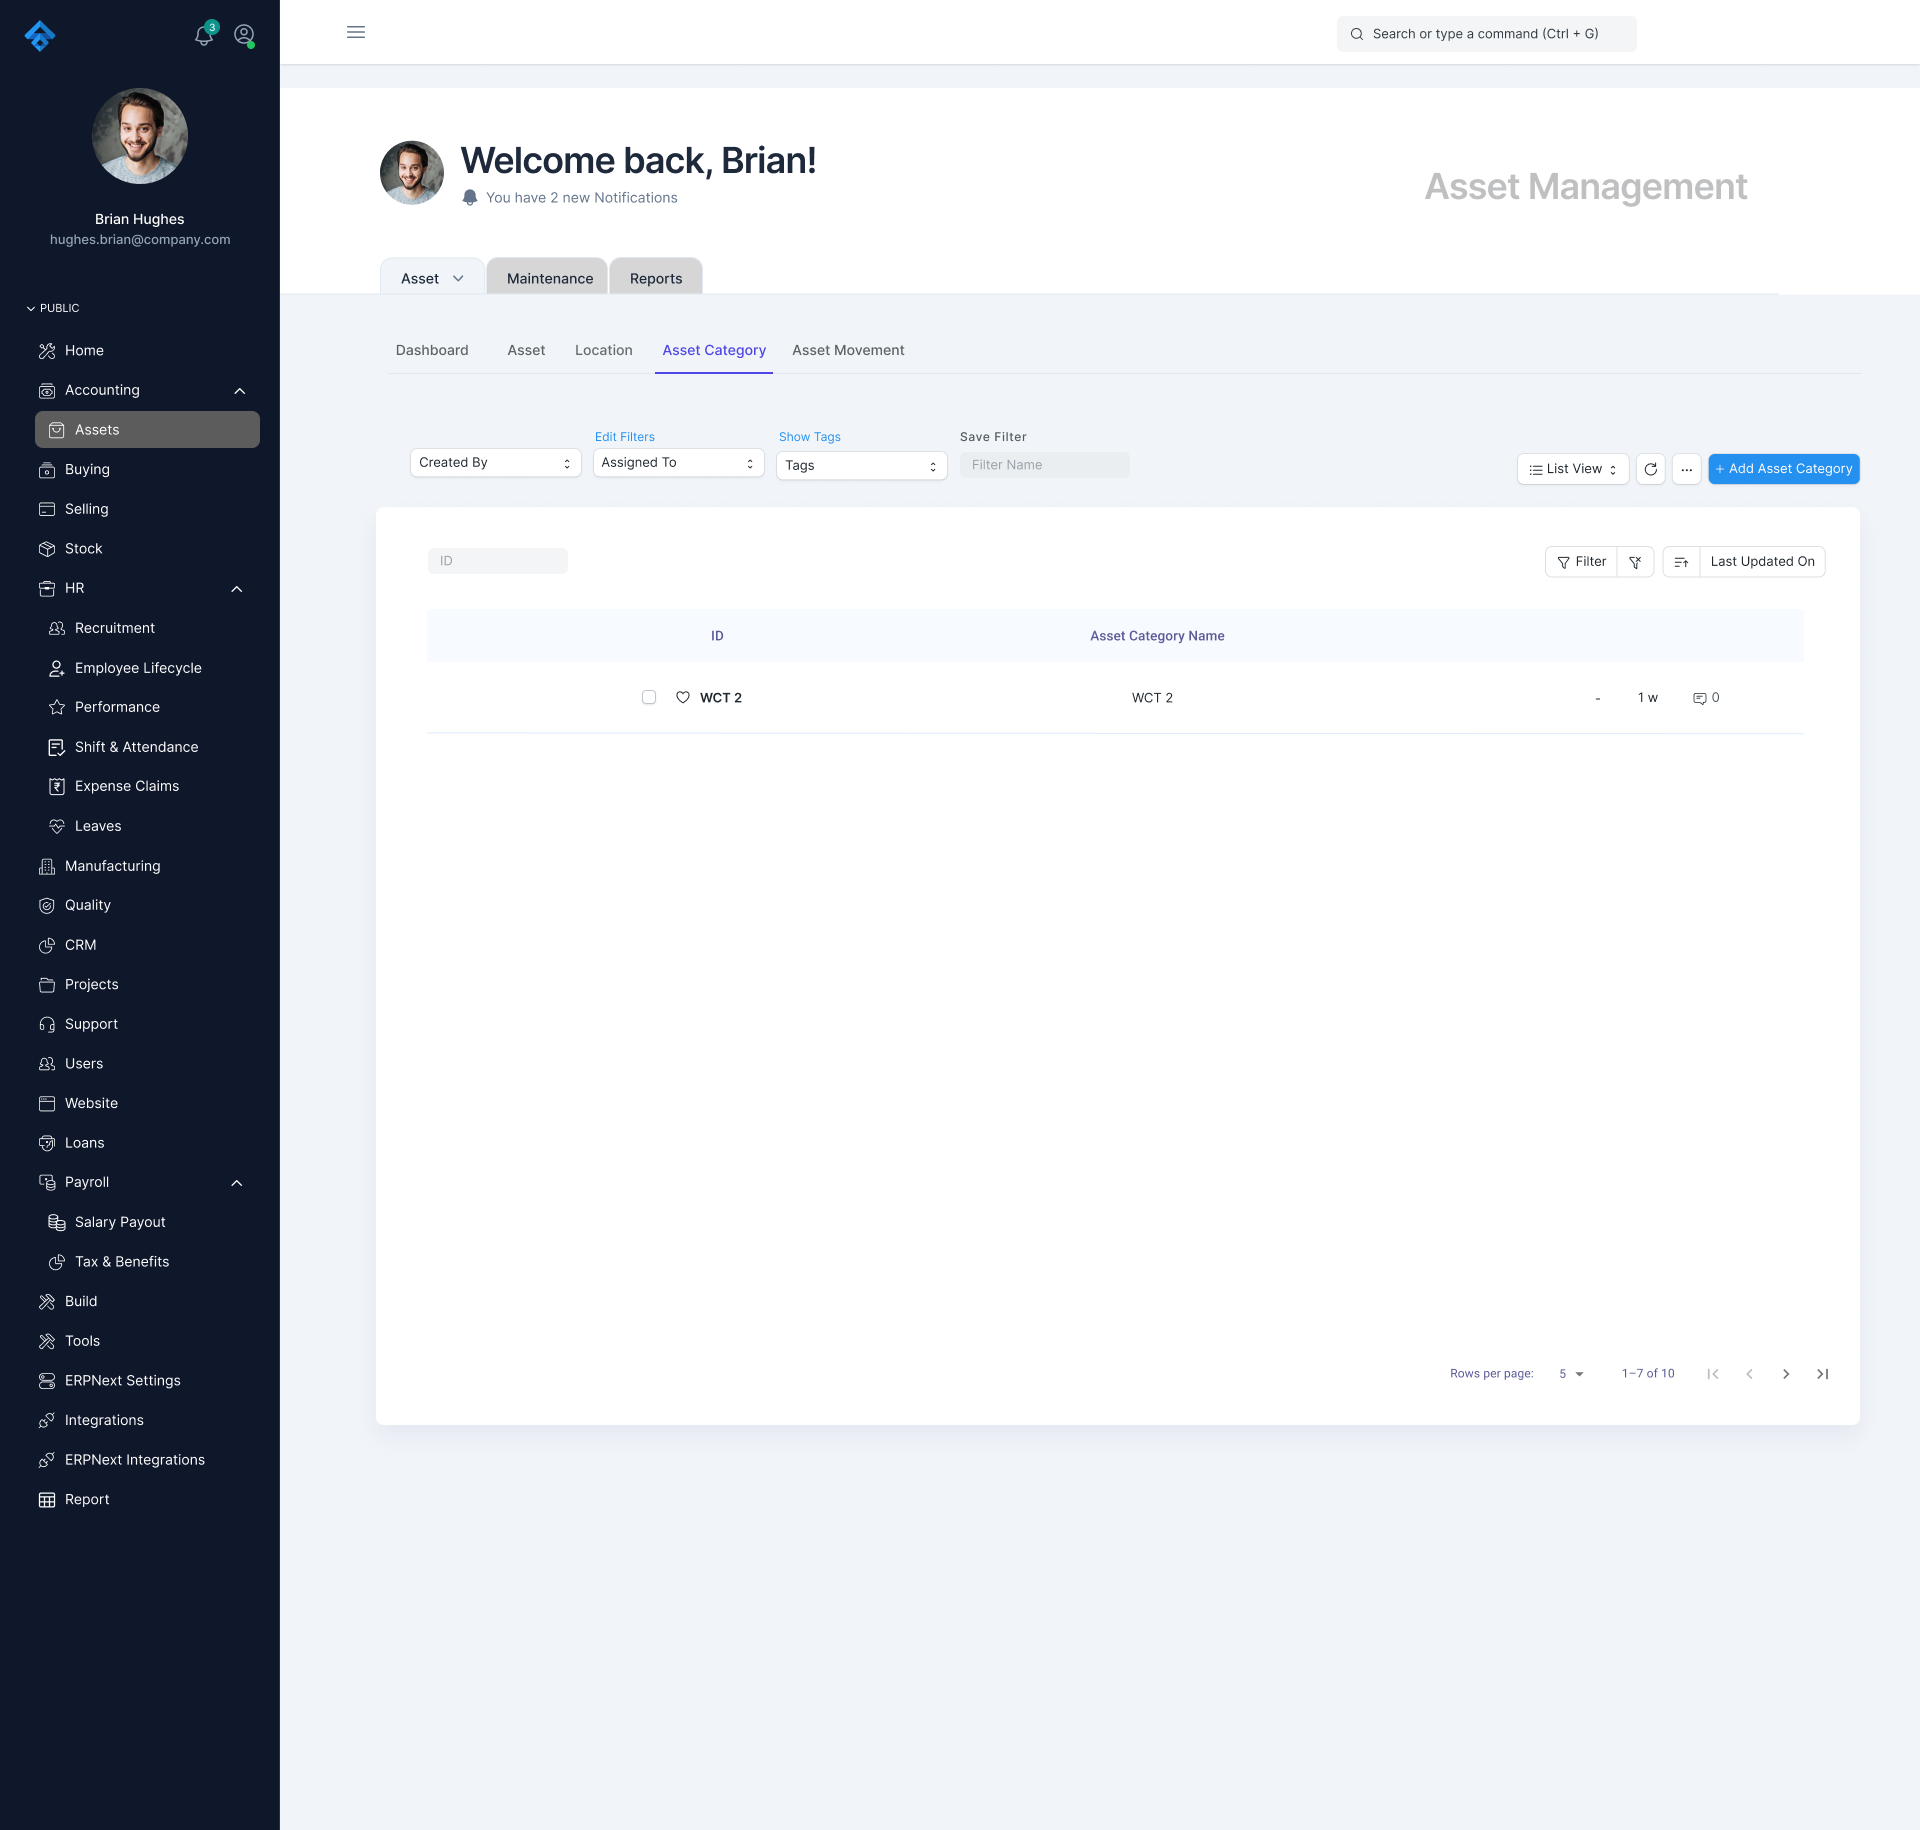 3
Brian Hughes
hughes.brian@company.com
PUBLIC
Home
Accounting
Assets
Buying
Selling
Stock
HR
Recruitment
Employee Lifecycle
Performance
Shift & Attendance
Expense Claims
Leaves
Manufacturing
Quality
CRM
Projects
Support
Users
Website
Loans
Payroll
Salary Payout
Tax & Benefits
Build
Tools
ERPNext Settings
Integrations
ERPNext Integrations
Report
Search or type a command (Ctrl + G)
Welcome back, Brian!
You have 2 new Notifications
Asset Management
Asset Maintenance Reports
Dashboard Asset Location Asset Category Asset Movement
Edit Filters Show Tags Save Filter
Created By Assigned To Tags Filter Name
List View ... + Add Asset Category
ID Filter Last Updated On
ID Asset Category Name
WCT 2 WCT 2 - 1 w 0
Rows per page: 5 1–7 of 10